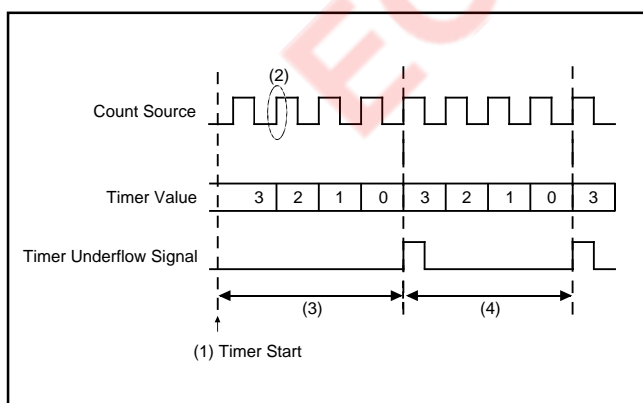 EC
(2)
Count Source
Timer Value 3 2 1 0 3 2 1 0 3
Timer Underflow Signal
(3) (4)
(1) Timer Start